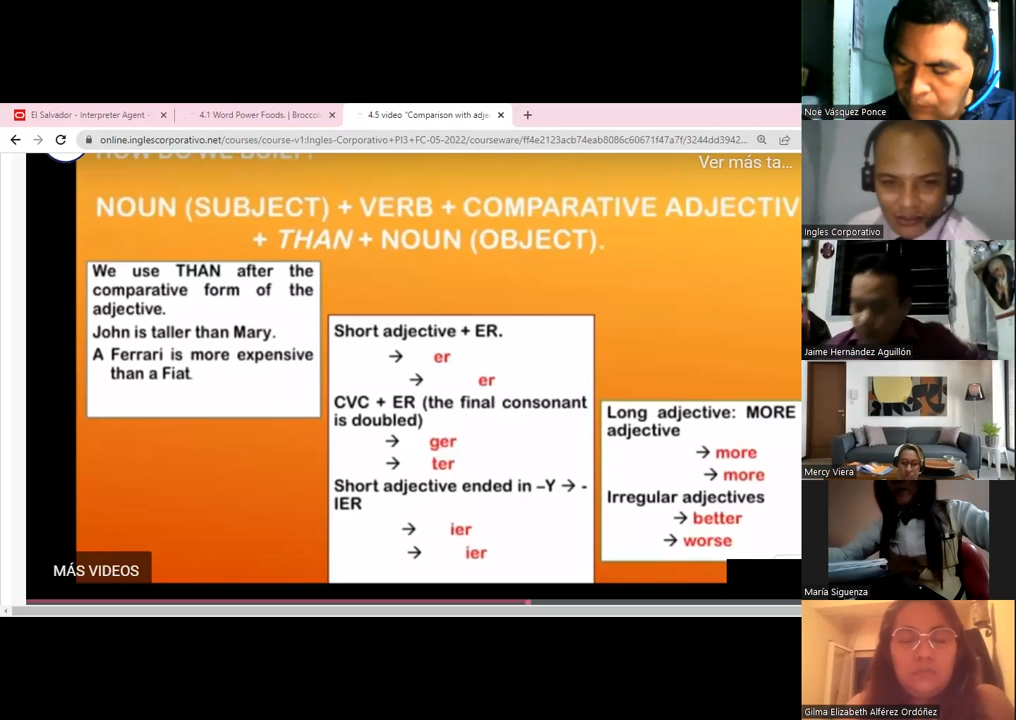 El Salvador - Interpreter Agent -
4.1 Word Power Foods. | Broccoli
4.5 video "Comparison with adje
online.inglescorporativo.net/courses/course-v1:Ingles-Corporativo+PI3+FC-05-2022/courseware/ff4e2123acb74eab8086c60671f47a7f/3244dd3942...
HOW DO WE BUILT?
Ver más ta...
NOUN (SUBJECT) + VERB + COMPARATIVE ADJECTIV
+ THAN + NOUN (OBJECT).
We use THAN after the
comparative form of the
adjective.
John is taller than Mary.
A Ferrari is more expensive
than a Fiat.
Short adjective + ER.
→ er
→ er
CVC + ER (the final consonant
is doubled)
→ ger
→ ter
Short adjective ended in –Y → -
IER
→ ier
→ ier
Long adjective: MORE
adjective
→ more
→ more
Irregular adjectives
→ better
→ worse
MÁS VIDEOS
Noe Vásquez Ponce
Ingles Corporativo
Jaime Hernández Aguillón
Mercy Viera
María Siguenza
Gilma Elizabeth Alférez Ordóñez